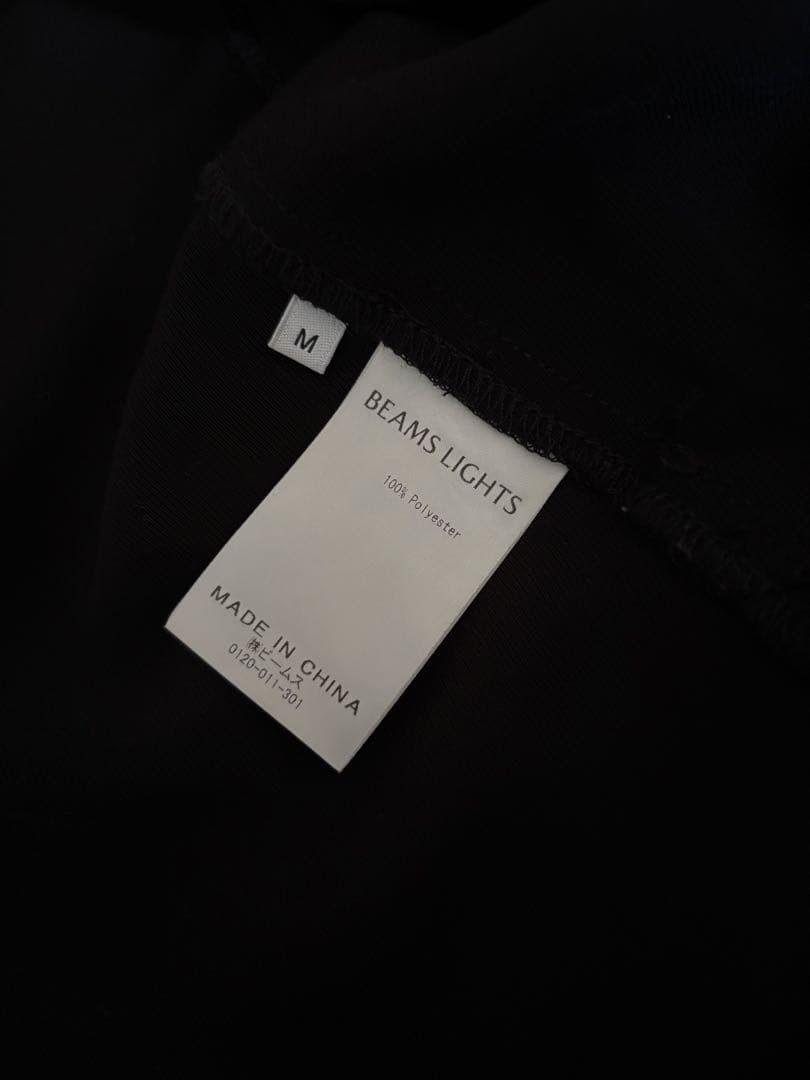 M
BEAMS LIGHTS
100% Polyester
MADE IN CHINA
㈱ビームス
0120-011-301